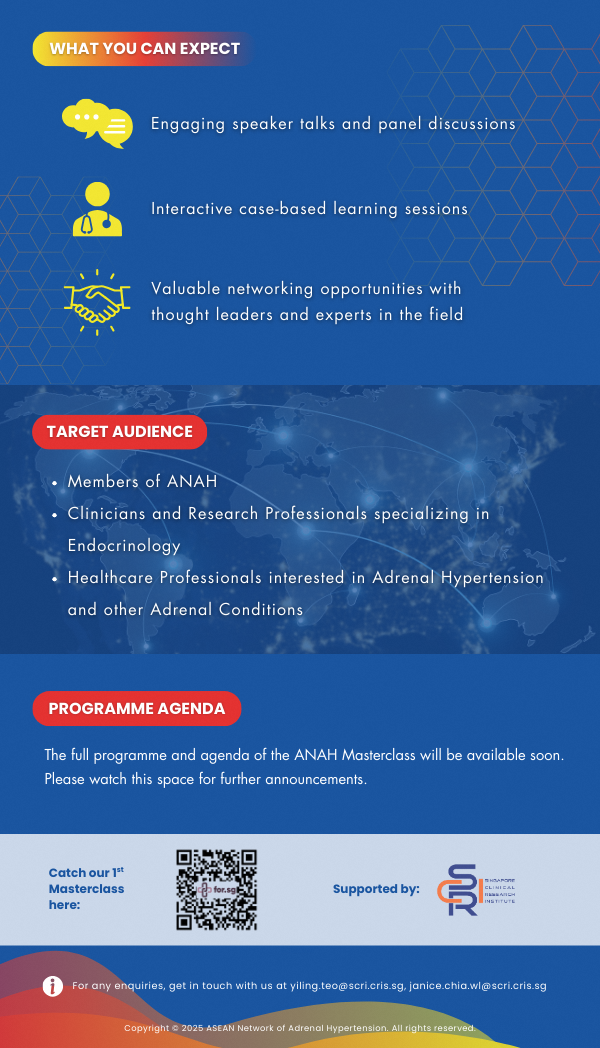 WHAT YOU CAN EXPECT
Engaging speaker talks and panel discussions
Interactive case-based learning sessions
Valuable networking opportunities with
thought leaders and experts in the field
TARGET AUDIENCE
• Members of ANAH
• Clinicians and Research Professionals specializing in
Endocrinology
• Healthcare Professionals interested in Adrenal Hypertension
and other Adrenal Conditions
PROGRAMME AGENDA
The full programme and agenda of the ANAH Masterclass will be available soon.
Please watch this space for further announcements.
Catch our 1st
Masterclass
here:
for.sg
Supported by:
SCRI
SINGAPORE
CLINICAL
RESEARCH
INSTITUTE
For any enquiries, get in touch with us at yiling.teo@scri.cris.sg, janice.chia.wl@scri.cris.sg
Copyright © 2025 ASEAN Network of Adrenal Hypertension. All rights reserved.